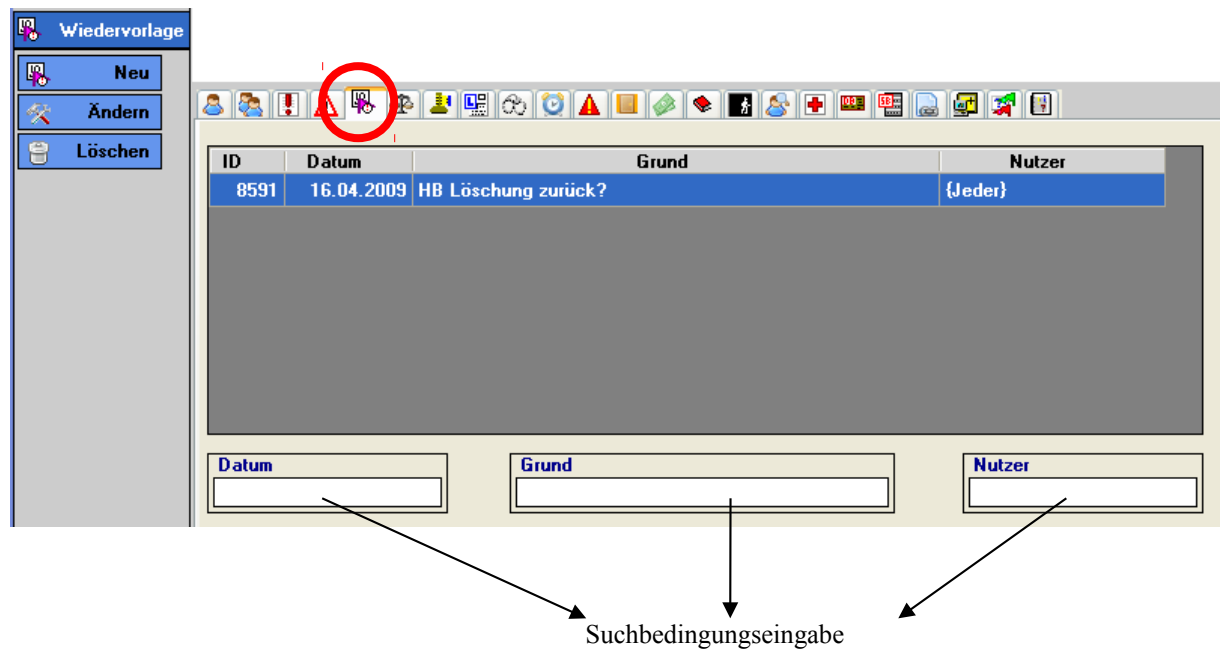 Wiedervorlage
Neu
Ändern
Löschen
ID Datum Grund Nutzer
8591 16.04.2009 HB Löschung zurück? {Jeder}
Datum Grund Nutzer
Suchbedingungseingabe